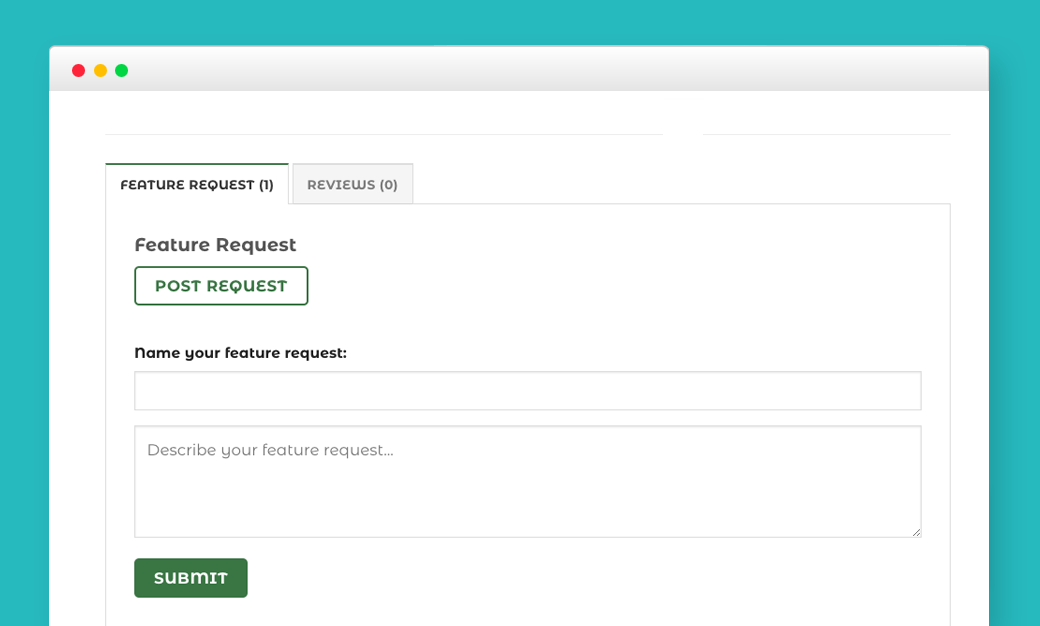 FEATURE REQUEST (1) REVIEWS (0)
Feature Request
POST REQUEST
Name your feature request:
Describe your feature request...
SUBMIT